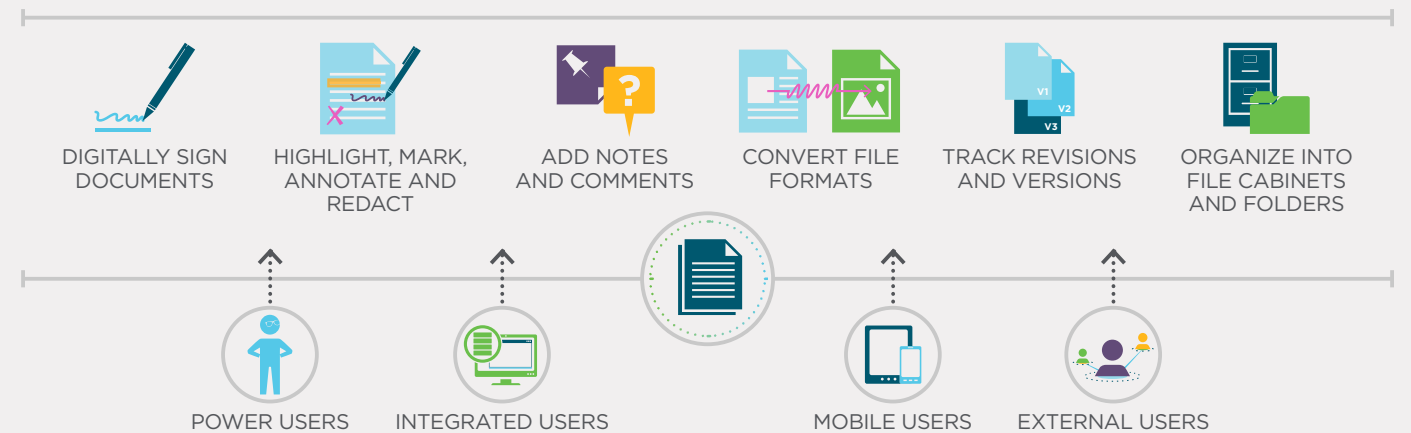 DIGITALLY SIGN
DOCUMENTS
HIGHLIGHT, MARK,
ANNOTATE AND
REDACT
ADD NOTES
AND COMMENTS
?
CONVERT FILE
FORMATS
V1
V2
V3
TRACK REVISIONS
AND VERSIONS
ORGANIZE INTO
FILE CABINETS
AND FOLDERS
POWER USERS
INTEGRATED USERS
MOBILE USERS
EXTERNAL USERS